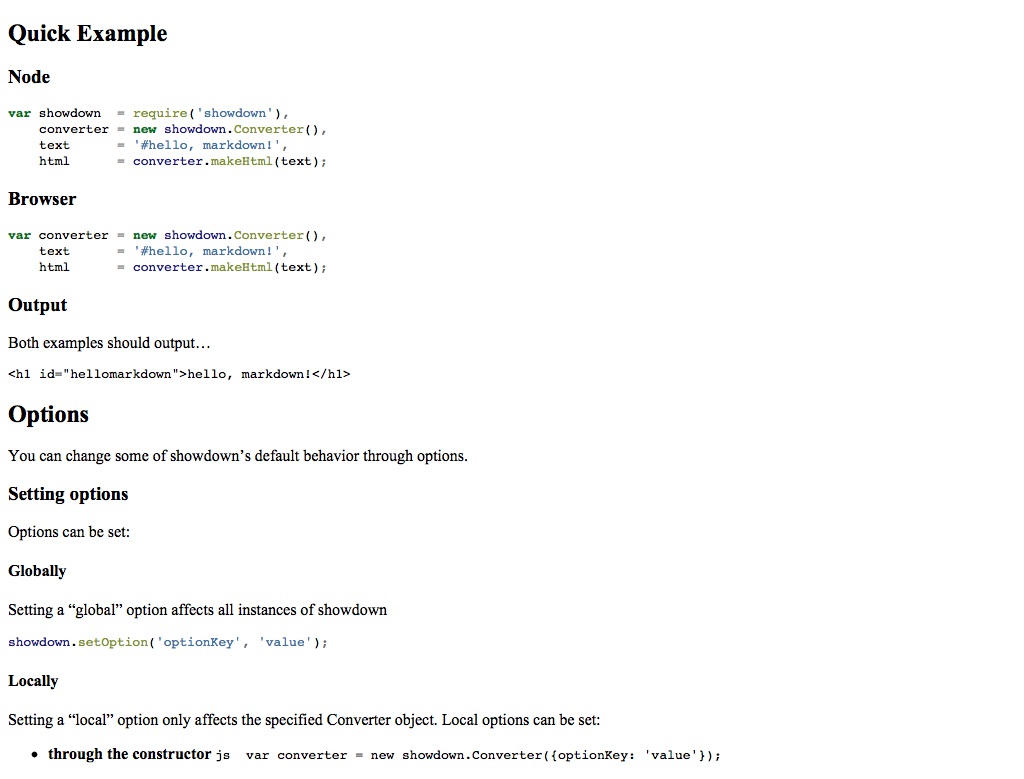 Quick Example
Node
var showdown  = require('showdown'),
    converter = new showdown.Converter(),
    text      = '#hello, markdown!',
    html      = converter.makeHtml(text);
Browser
var converter = new showdown.Converter(),
    text      = '#hello, markdown!',
    html      = converter.makeHtml(text);
Output
Both examples should output…
<h1 id="hellomarkdown">hello, markdown!</h1>
Options
You can change some of showdown’s default behavior through options.
Setting options
Options can be set:
Globally
Setting a “global” option affects all instances of showdown
showdown.setOption('optionKey', 'value');
Locally
Setting a “local” option only affects the specified Converter object. Local options can be set:
• through the constructor js  var converter = new showdown.Converter({optionKey: 'value'});